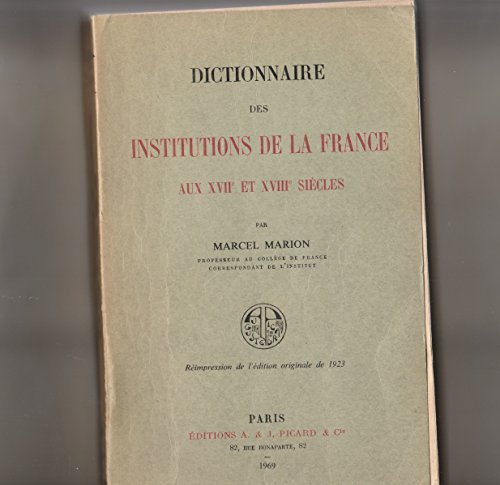 DICTIONNAIRE
DES
INSTITUTIONS DE LA FRANCE
AUX XVIIe ET XVIIIe SIÈCLES
PAR
MARCEL MARION
PROFESSEUR AU COLLÈGE DE FRANCE
CORRESPONDANT DE L'INSTITUT
Réimpression de l'édition originale de 1923
PARIS
ÉDITIONS A. & J. PICARD & Cie
82, RUE BONAPARTE, 82
1969